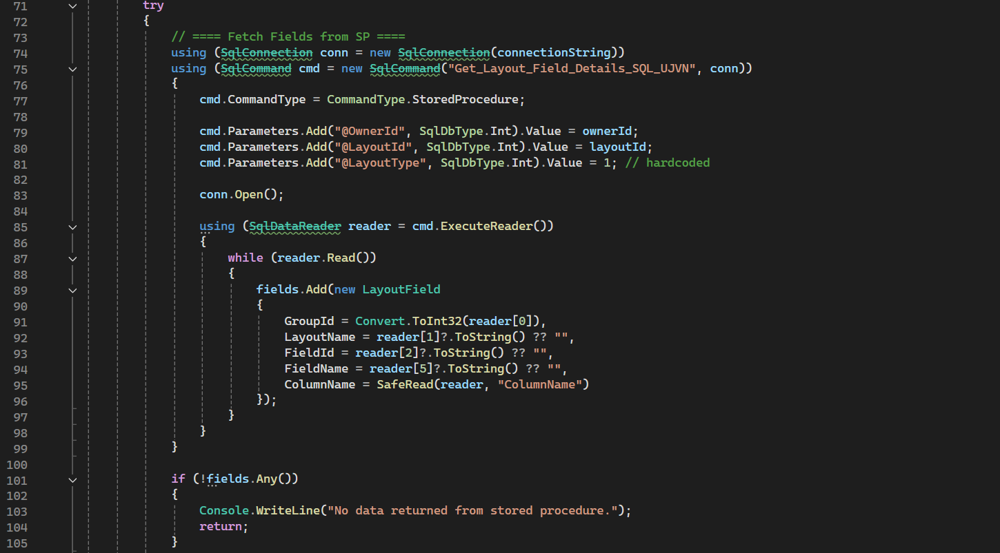 71 try
72 {
73 // ==== Fetch Fields from SP ====
74 using (SqlConnection conn = new SqlConnection(connectionString))
75 using (SqlCommand cmd = new SqlCommand("Get_Layout_Field_Details_SQL_UJVN", conn))
76 {
77 cmd.CommandType = CommandType.StoredProcedure;
78
79 cmd.Parameters.Add("@OwnerId", SqlDbType.Int).Value = ownerId;
80 cmd.Parameters.Add("@LayoutId", SqlDbType.Int).Value = layoutId;
81 cmd.Parameters.Add("@LayoutType", SqlDbType.Int).Value = 1; // hardcoded
82
83 conn.Open();
84
85 using (SqlDataReader reader = cmd.ExecuteReader())
86 {
87 while (reader.Read())
88 {
89 fields.Add(new LayoutField
90 {
91 GroupId = Convert.ToInt32(reader[0]),
92 LayoutName = reader[1]?.ToString() ?? "",
93 FieldId = reader[2]?.ToString() ?? "",
94 FieldName = reader[5]?.ToString() ?? "",
95 ColumnName = SafeRead(reader, "ColumnName")
96 });
97 }
98 }
99 }
100
101 if (!fields.Any())
102 {
103 Console.WriteLine("No data returned from stored procedure.");
104 return;
105 }